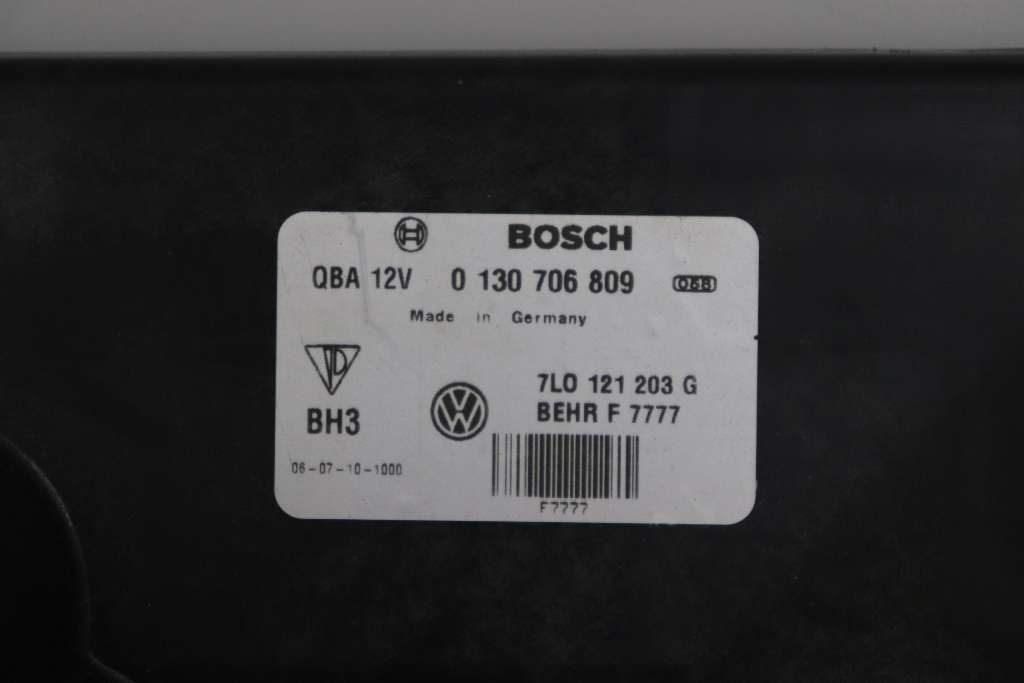 BOSCH
QBA 12V 0 130 706 809 068
Made in Germany
7L0 121 203 G
BEHR F 7777
BH3
06-07-10-1000
F7777